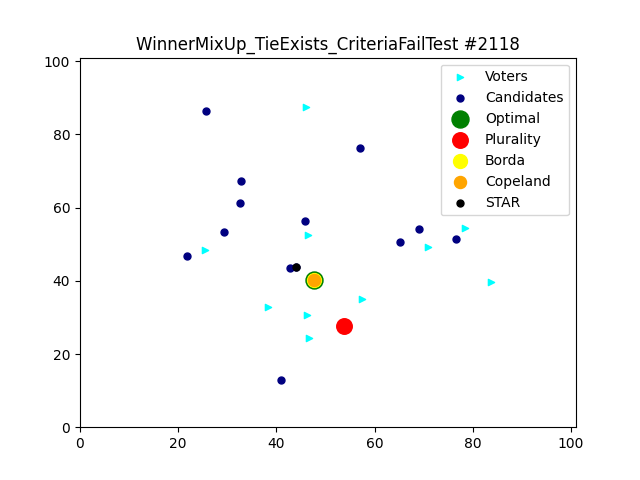 WinnerMixUp_TieExists_CriteriaFailTest #2118
100
80
60
40
20
0
0 20 40 60 80 100
Voters
Candidates
Optimal
Plurality
Borda
Copeland
STAR